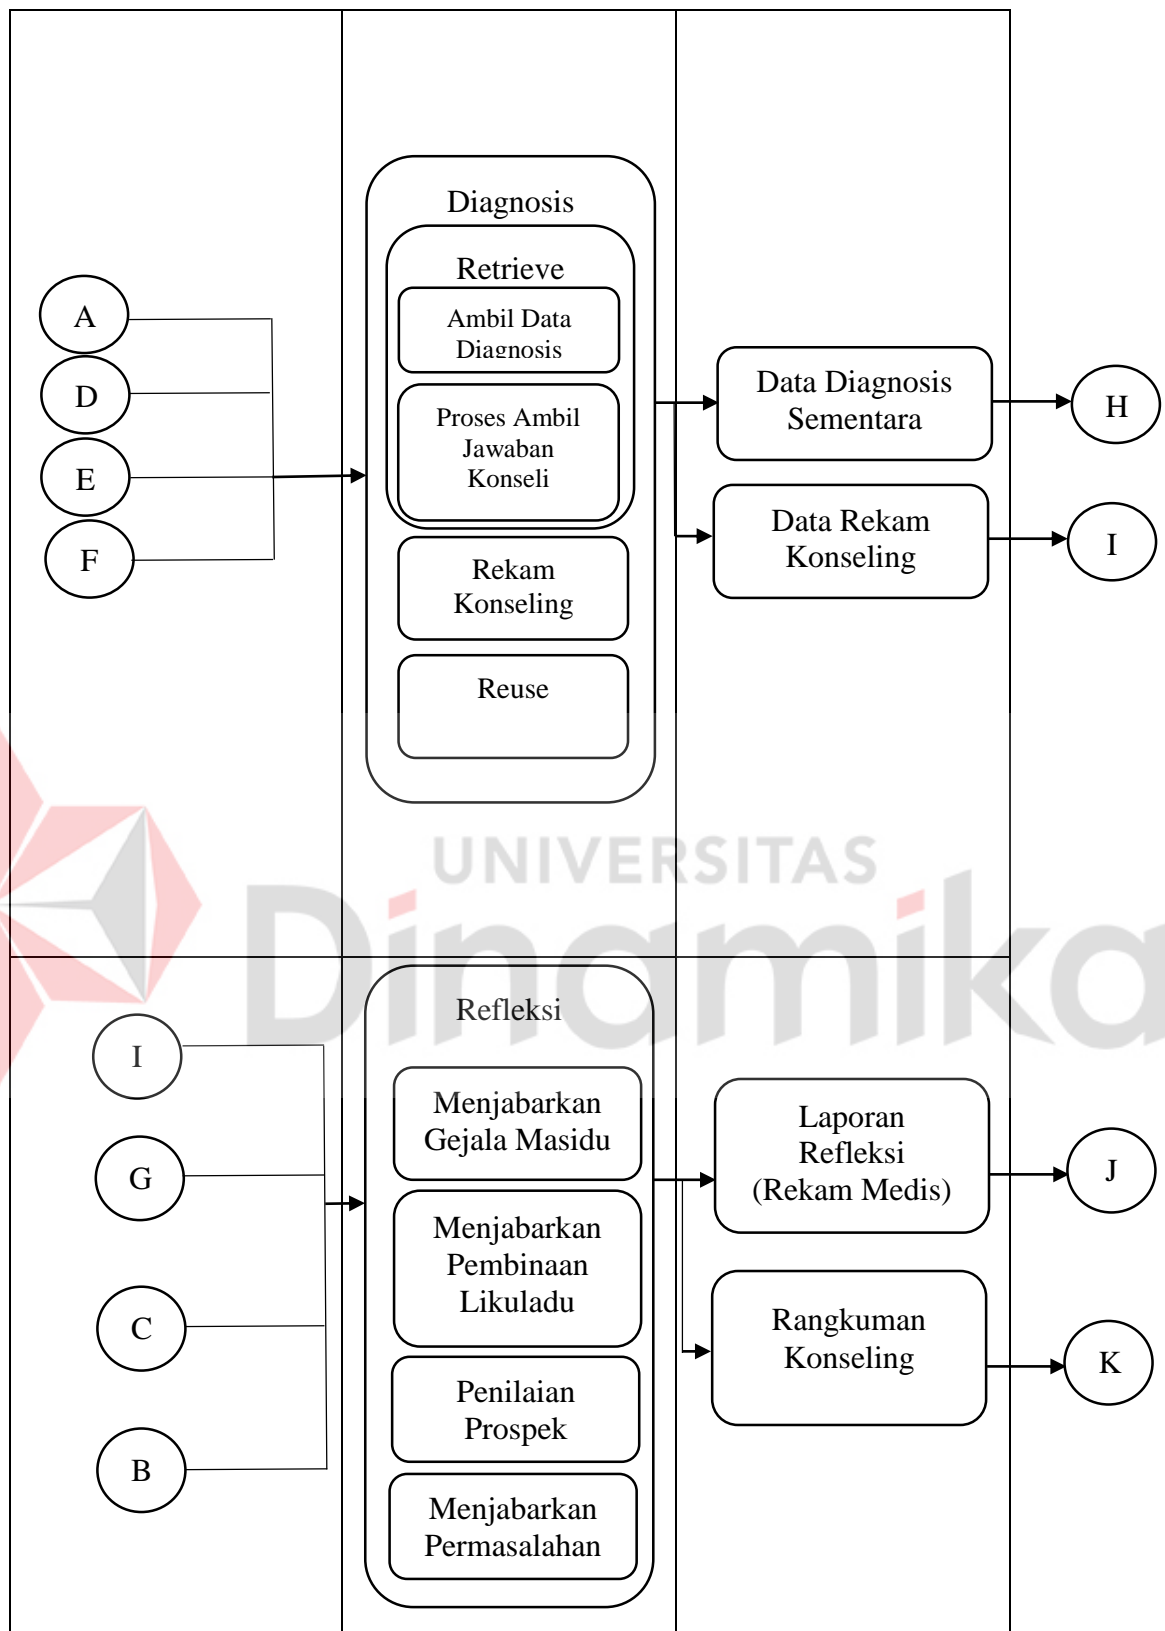 Diagnosis
Retrieve
Ambil Data
Diagnosis
Proses Ambil
Jawaban
Konseli
Rekam
Konseling
Reuse
A
D
E
F
Data Diagnosis
Sementara
Data Rekam
Konseling
H
I
UNIVERSITAS
Dinamika
Refleksi
Menjabarkan
Gejala Masidu
Menjabarkan
Pembinaan
Likuladu
Penilaian
Prospek
Menjabarkan
Permasalahan
I
G
C
B
Laporan
Refleksi
(Rekam Medis)
Rangkuman
Konseling
J
K